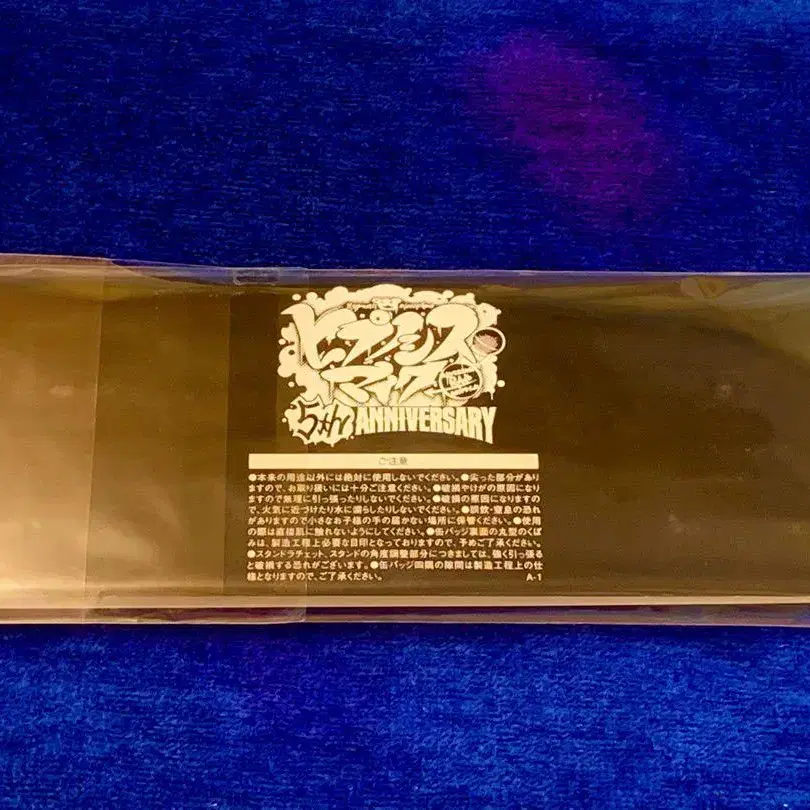 ヒプノシス
マイク
5th ANNIVERSARY
ご注意
●本来の用途以外には絶対に使用しないでください。●尖った部分があり
ますので、お取り扱いには十分ご注意ください。●破損やけがの原因になり
ますので無理に引っ張ったりしないでください。●破損の原因になりますの
で、火気に近づけたり水に濡らしたりしないでください。●誤飲・窒息の恐れ
がありますので小さなお子様の手の届かない場所に保管ください。●使用
の際は直接肌に触れないようにしてください。●缶バッジ裏面の丸型のくぼ
みは、製造工程上必要な目印となっておりますので、予めご了承ください。
●スタンドラチェット、スタンドの角度調整部分につきましては、強く引っ張る
と破損する恐れがございます。●缶バッジ四隅の隙間は製造工程上の仕
様となりますので、ご了承ください。
A-1